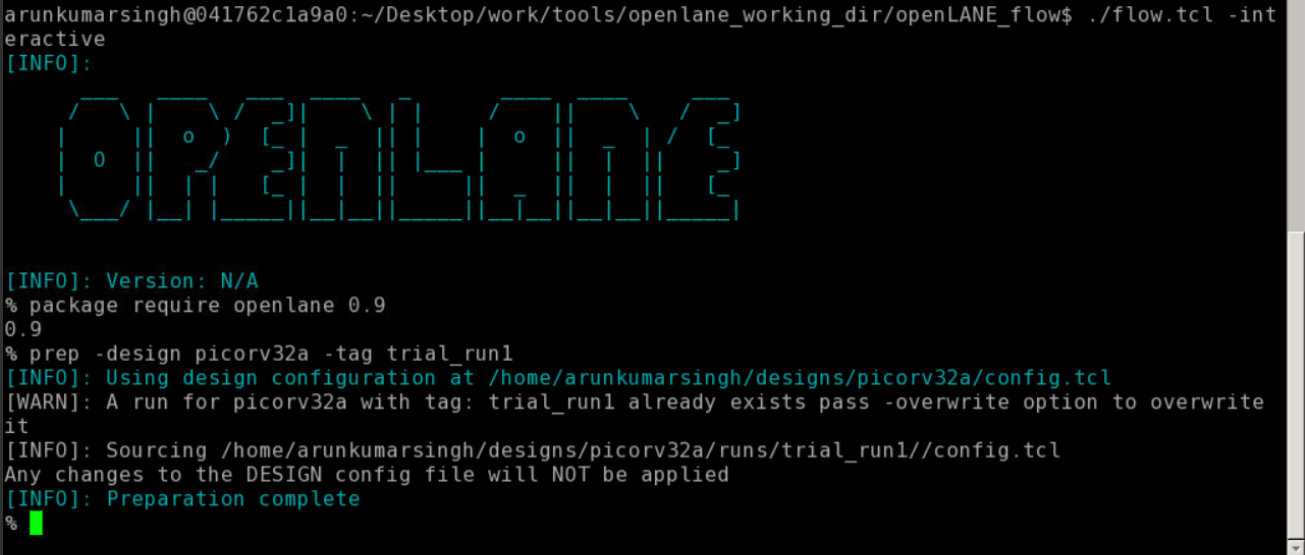 arunkumarsingh@041762c1a9a0:~/Desktop/work/tools/openlane_working_dir/openLANE_flow$ ./flow.tcl -int
eractive
[INFO]:
OPENLANE
[INFO]: Version: N/A
% package require openlane 0.9
0.9
% prep -design picorv32a -tag trial_run1
[INFO]: Using design configuration at /home/arunkumarsingh/designs/picorv32a/config.tcl
[WARN]: A run for picorv32a with tag: trial_run1 already exists pass -overwrite option to overwrite
it
[INFO]: Sourcing /home/arunkumarsingh/designs/picorv32a/runs/trial_run1//config.tcl
Any changes to the DESIGN config file will NOT be applied
[INFO]: Preparation complete
%